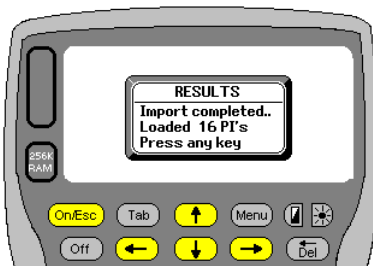 RESULTS
Import completed..
Loaded 16 PI's
Press any key
256K
RAM
On/Esc
Tab
Menu
Off
Del